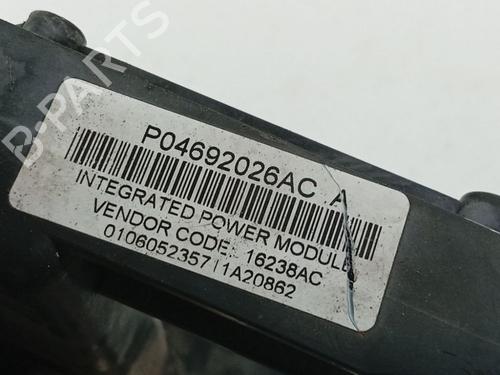 B-PARTS
P04692026AC A
INTEGRATED POWER MODULE
VENDOR CODE: 16238AC
0106052357|1A20862